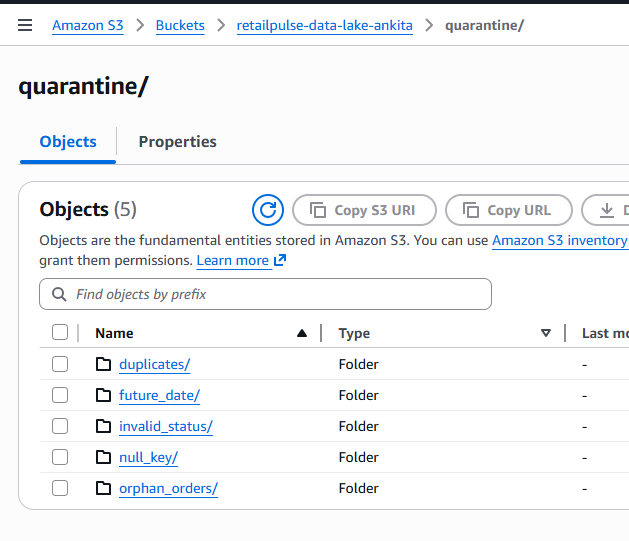 Amazon S3 > Buckets > retailpulse-data-lake-ankita > quarantine/
quarantine/
Objects Properties
Objects (5) Copy S3 URI Copy URL D
Objects are the fundamental entities stored in Amazon S3. You can use Amazon S3 inventory
grant them permissions. Learn more
Find objects by prefix
Name Type Last mo
duplicates/ Folder -
future_date/ Folder -
invalid_status/ Folder -
null_key/ Folder -
orphan_orders/ Folder -